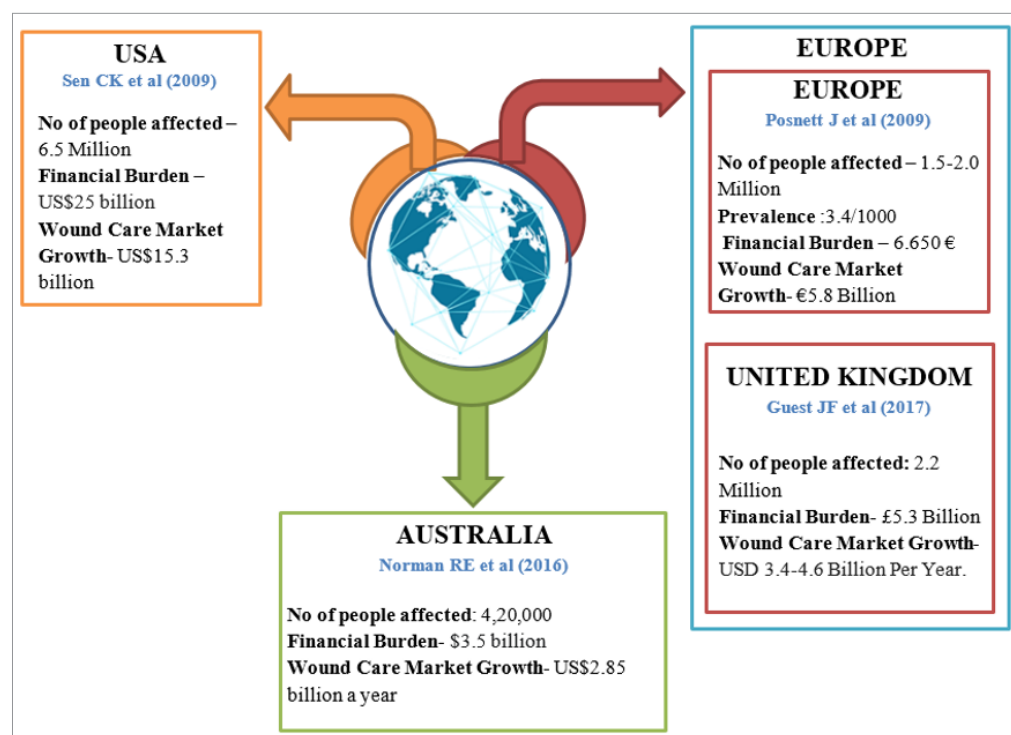 USA
Sen CK et al (2009)
No of people affected –
6.5 Million
Financial Burden –
US$25 billion
Wound Care Market
Growth- US$15.3
billion
EUROPE
EUROPE
Posnett J et al (2009)
No of people affected – 1.5-2.0
Million
Prevalence :3.4/1000
Financial Burden – 6.650 €
Wound Care Market
Growth- €5.8 Billion
UNITED KINGDOM
Guest JF et al (2017)
No of people affected: 2.2
Million
Financial Burden- £5.3 Billion
Wound Care Market Growth-
USD 3.4-4.6 Billion Per Year.
AUSTRALIA
Norman RE et al (2016)
No of people affected: 4,20,000
Financial Burden- $3.5 billion
Wound Care Market Growth- US$2.85
billion a year